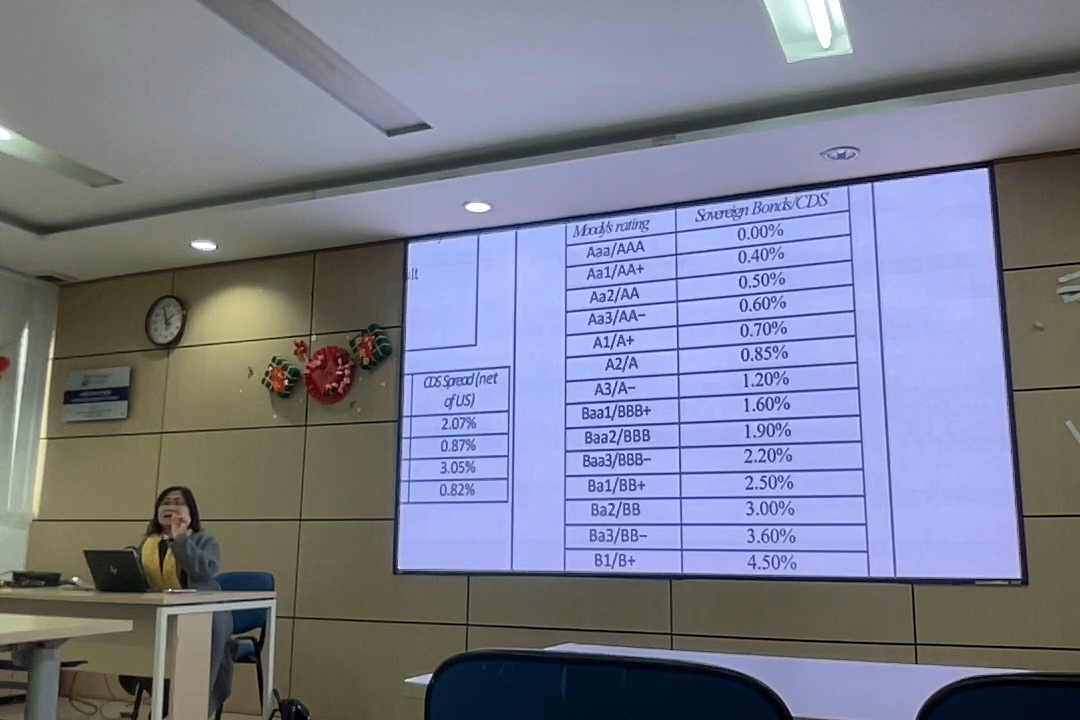 CDS Spread (net
of US)
2.07%
0.87%
3.05%
0.82%
Moody's rating Sovereign Bonds/CDS
Aaa/AAA 0.00%
Aa1/AA+ 0.40%
Aa2/AA 0.50%
Aa3/AA− 0.60%
A1/A+ 0.70%
A2/A 0.85%
A3/A− 1.20%
Baa1/BBB+ 1.60%
Baa2/BBB 1.90%
Baa3/BBB− 2.20%
Ba1/BB+ 2.50%
Ba2/BB 3.00%
Ba3/BB− 3.60%
B1/B+ 4.50%